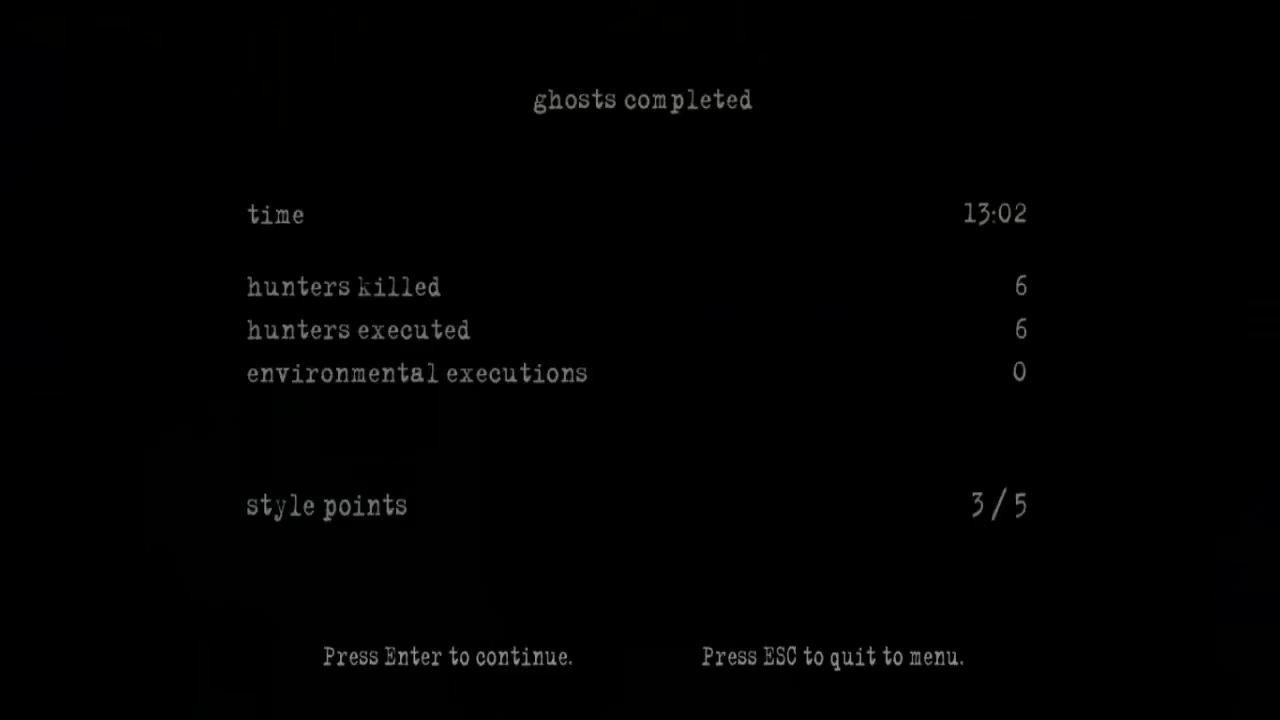 ghosts completed
time 13:02
hunters killed 6
hunters executed 6
environmental executions 0
style points 3 / 5
Press Enter to continue. Press ESC to quit to menu.